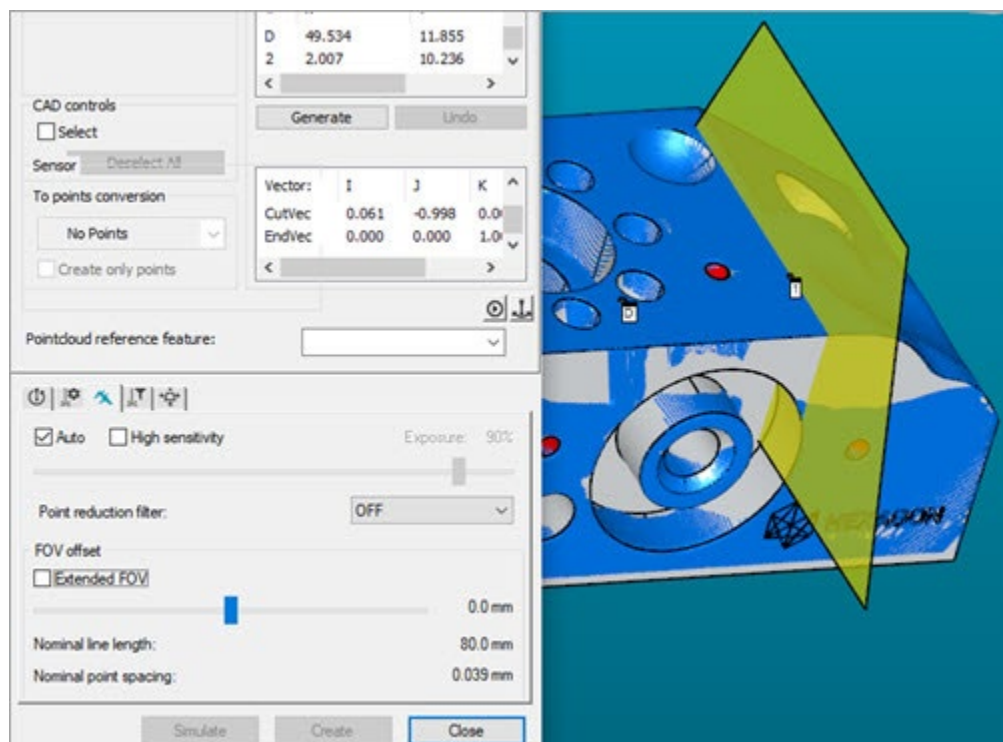 D 49.534 11.855
2 2.007 10.236
CAD controls
Select
Generate Undo
Sensor Deselect All
To points conversion
No Points
Create only points
Vector: I J K
CutVec 0.061 -0.998
EndVec 0.000 0.000
Pointcloud reference feature:
Auto High sensitivity Exposure: 90%
Point reduction filter: OFF
FOV offset
Extended FOV
0.0 mm
Nominal line length: 80.0 mm
Nominal point spacing: 0.039 mm
Simulate Create Close
1
D
HEXAGON